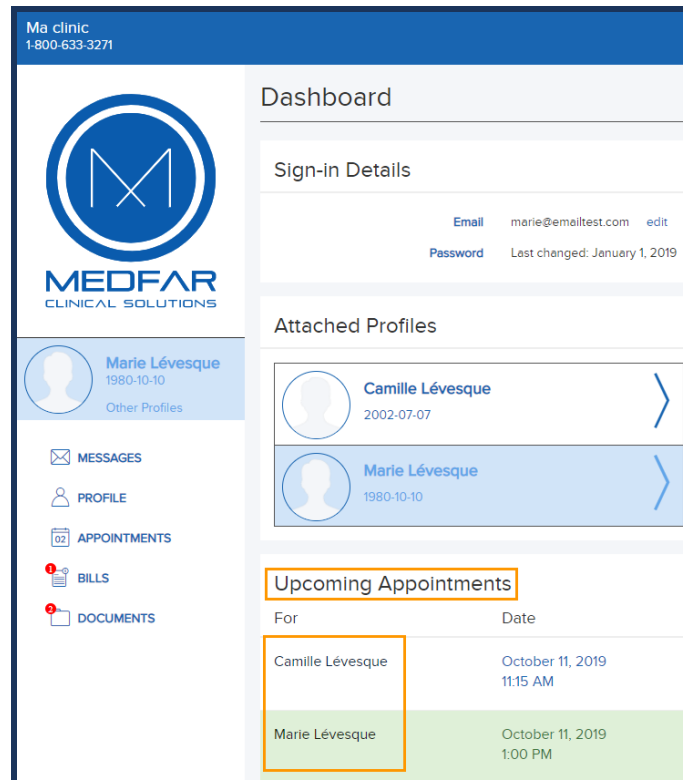 Ma clinic
1-800-633-3271
MEDFAR
CLINICAL SOLUTIONS
Marie Lévesque
1980-10-10
Other Profiles
MESSAGES
PROFILE
02 APPOINTMENTS
1 BILLS
2 DOCUMENTS
Dashboard
Sign-in Details
Email marie@emailtest.com edit
Password Last changed: January 1, 2019
Attached Profiles
Camille Lévesque
2002-07-07
Marie Lévesque
1980-10-10
Upcoming Appointments
For Date
Camille Lévesque October 11, 2019
11:15 AM
Marie Lévesque October 11, 2019
1:00 PM